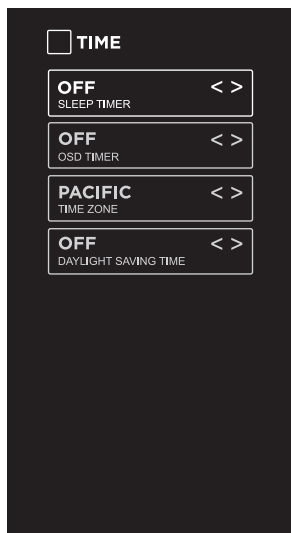 TIME
OFF < >
SLEEP TIMER
OFF < >
OSD TIMER
PACIFIC < >
TIME ZONE
OFF < >
DAYLIGHT SAVING TIME